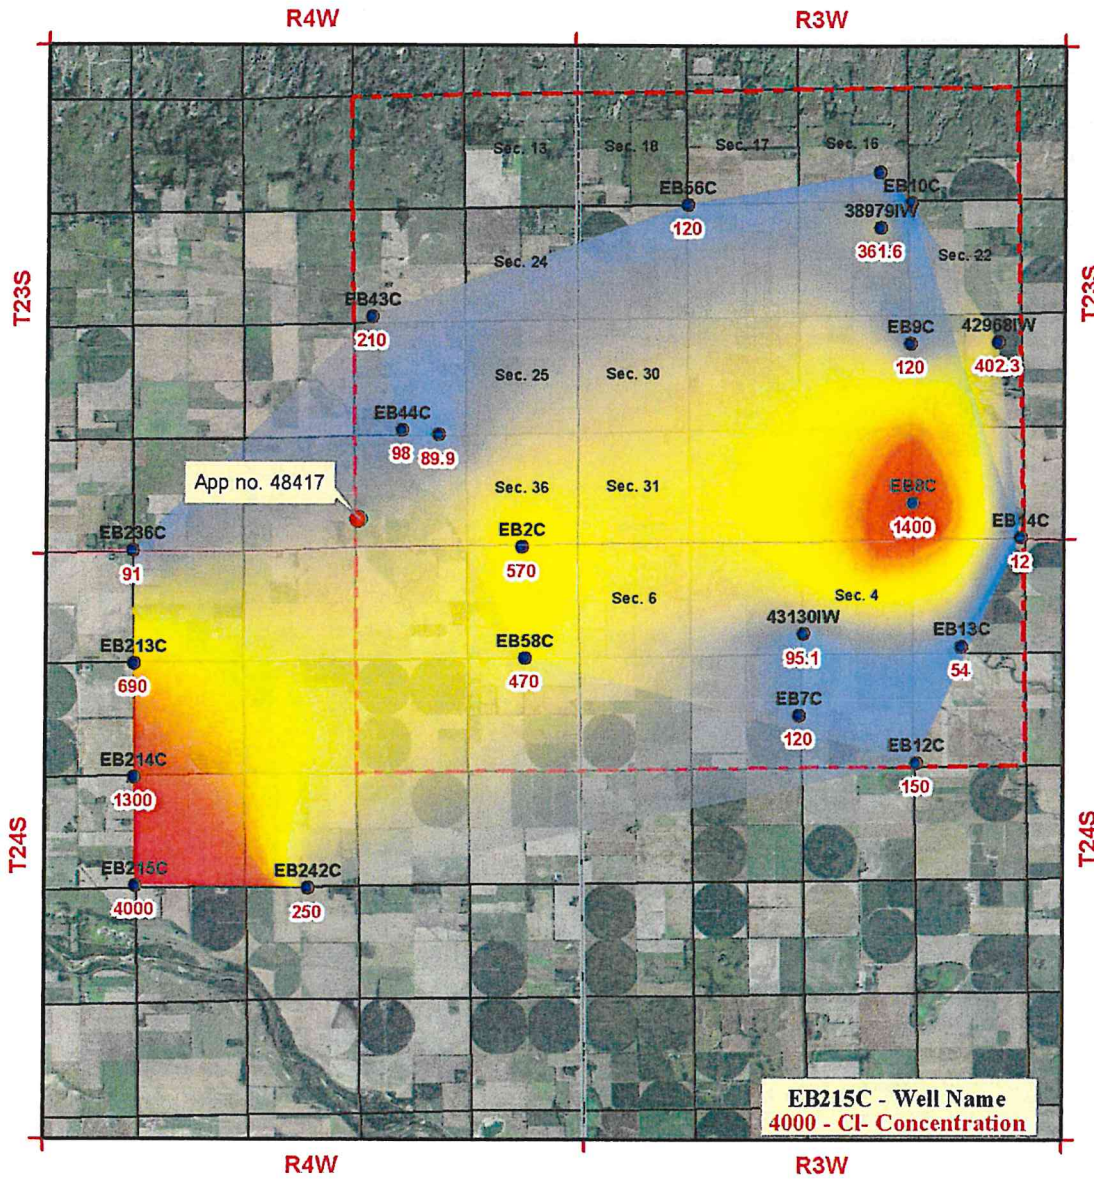 R4W
R3W
Sec. 13
Sec. 18
Sec. 17
Sec. 16
EB56C
120
EB10C
38979IW
361.6
Sec. 24
Sec. 22
T23S
T23S
EB43C
210
EB9C
120
42968IW
402.3
Sec. 25
Sec. 30
EB44C
98
89.9
App no. 48417
Sec. 36
Sec. 31
EB8C
1400
EB236C
91
EB2C
570
EB14C
12
Sec. 6
Sec. 4
43130IW
95.1
EB13C
54
EB213C
690
EB58C
470
EB7C
120
EB214C
1300
EB12C
150
T24S
T24S
EB215C
4000
EB242C
250
EB215C - Well Name
4000 - Cl- Concentration
R4W
R3W